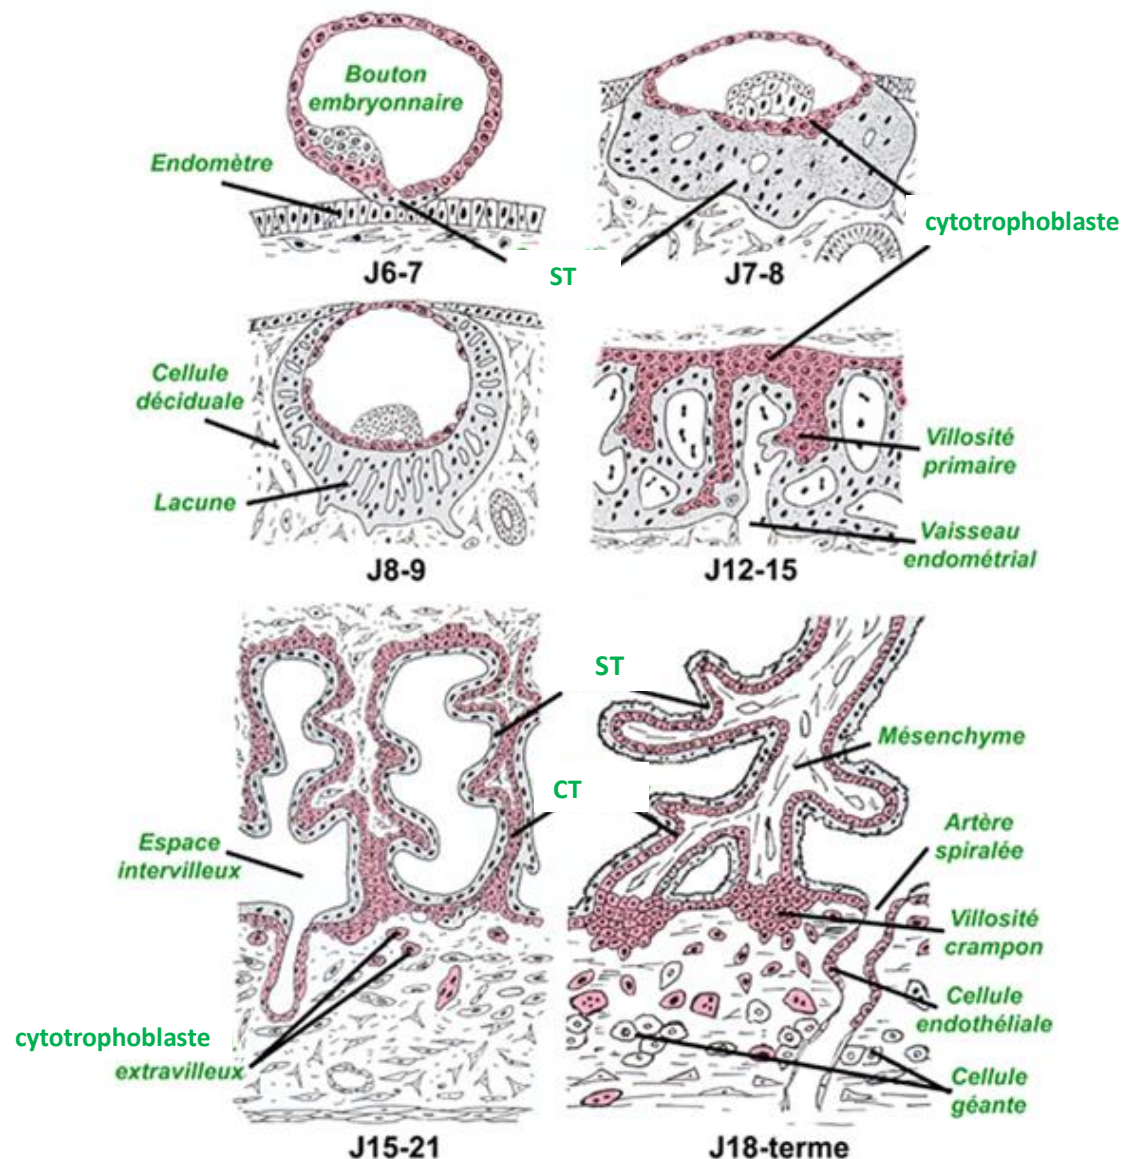 Bouton
embryonnaire
Endomètre
cytotrophoblaste
J6-7
ST
J7-8
Cellule
déciduale
Lacune
Villosité
primaire
Vaisseau
endométrial
J8-9
J12-15
ST
Mésenchyme
CT
Espace
intervilleux
Artère
spiralée
Villosité
crampon
Cellule
endothéliale
cytotrophoblaste
extravilleux
Cellule
géante
J15-21
J18-terme